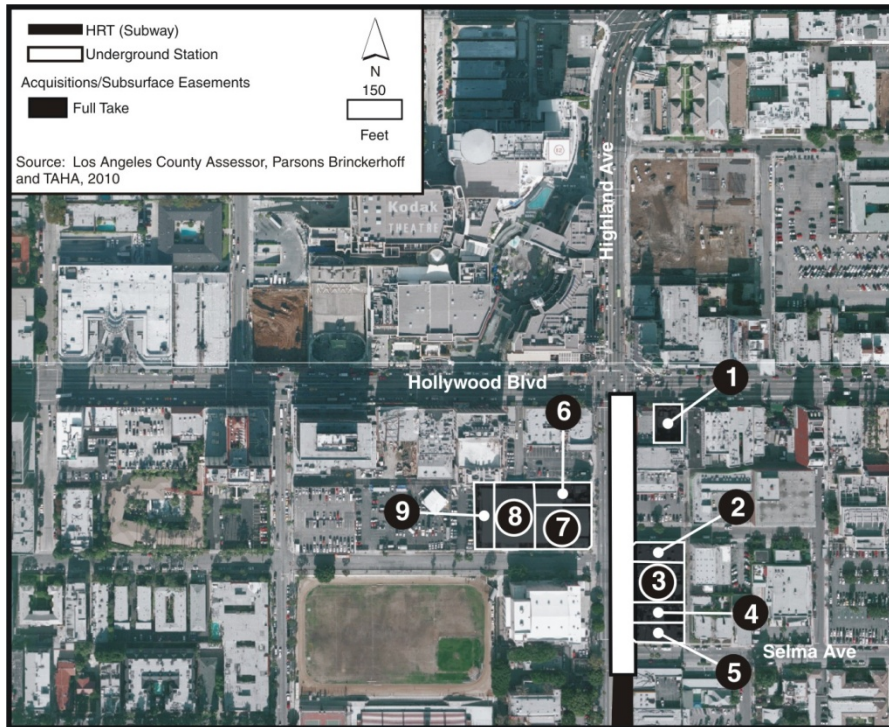 HRT (Subway)
Underground Station
Acquisitions/Subsurface Easements
Full Take
N
150
Feet
Source: Los Angeles County Assessor, Parsons Brinckerhoff
and TAHA, 2010
Kodak
THEATRE
Highland Ave
Hollywood Blvd
1
6
2
9
8
7
3
4
5
Selma Ave